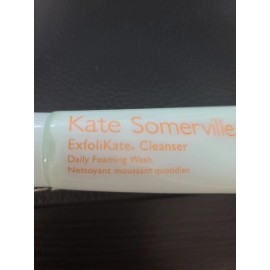 Kate Somerville
ExfoliKate® Cleanser
Daily Foaming Wash
Nettoyant moussant quotidien